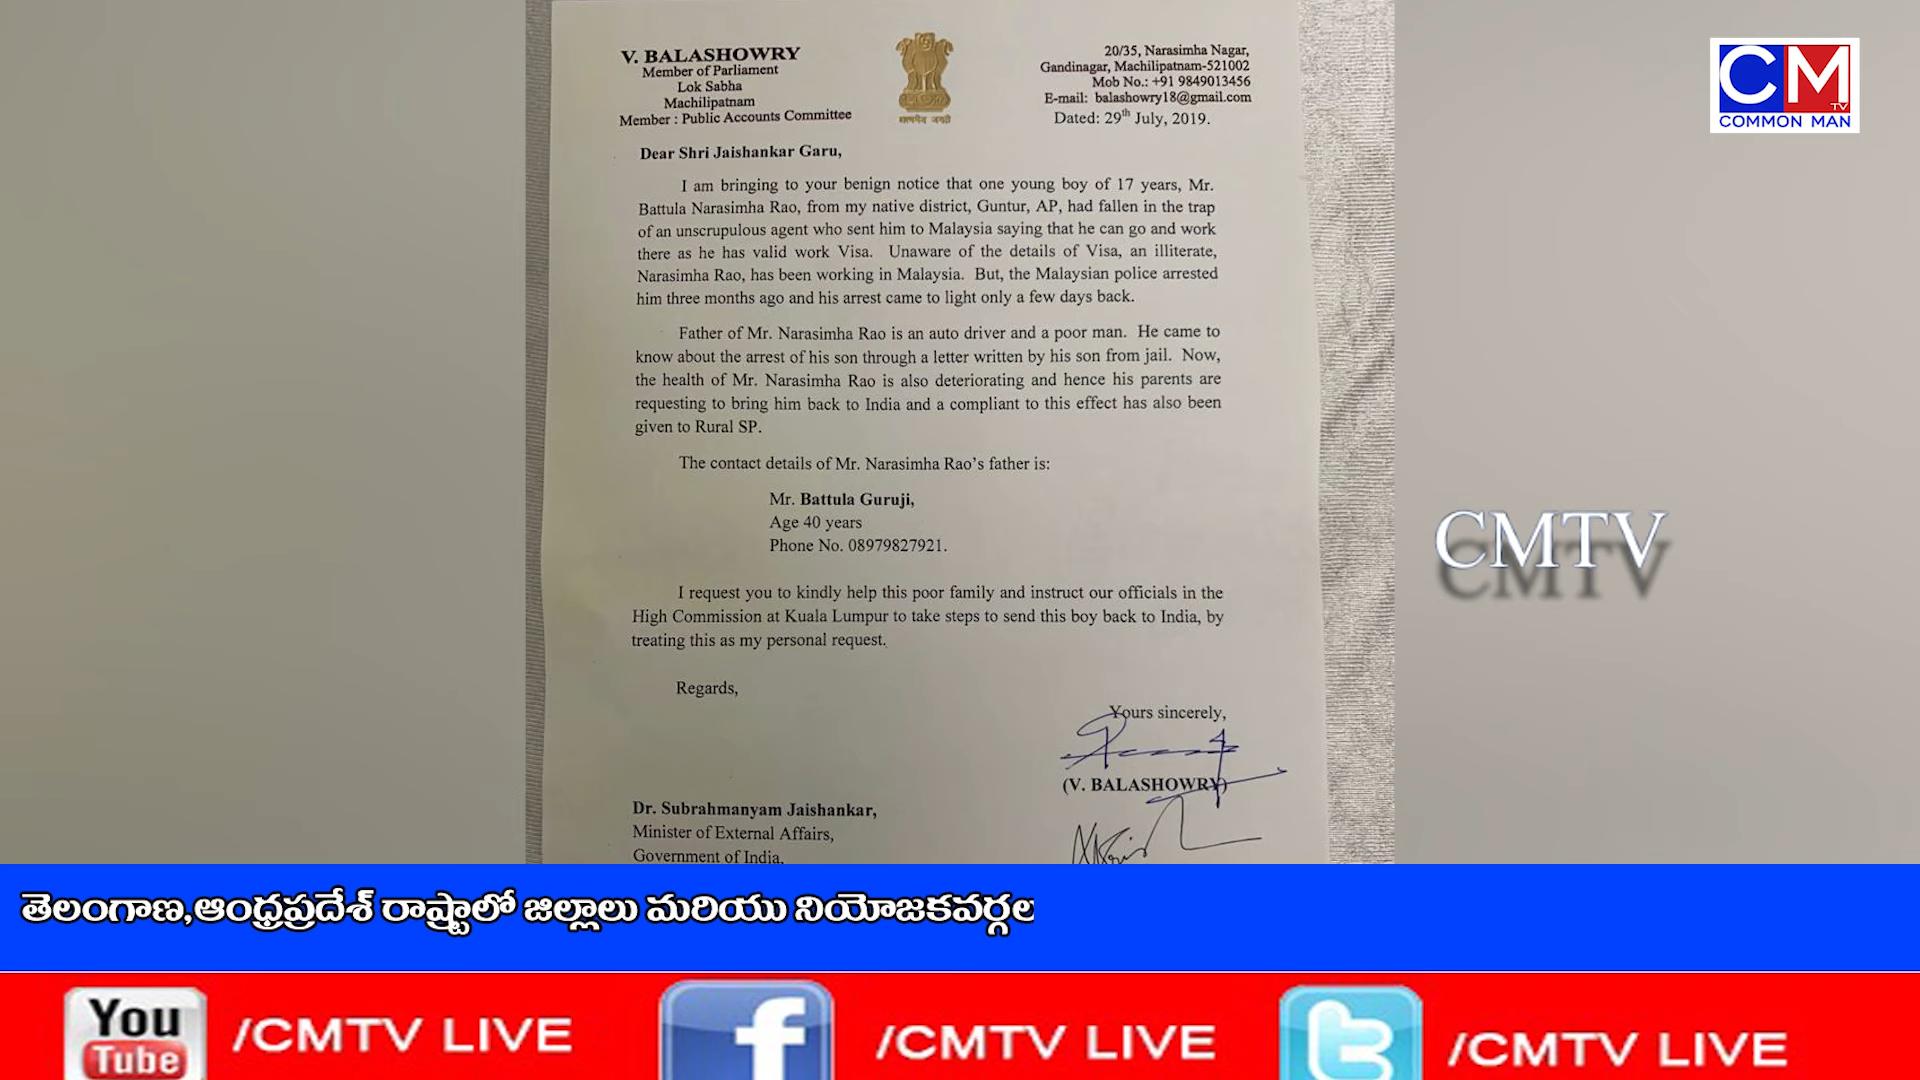 V. BALASHOWRY
Member of Parliament
Lok Sabha
Machilipatnam
Member : Public Accounts Committee
सत्यमेव जयते
20/35, Narasimha Nagar,
Gandinagar, Machilipatnam-521002
Mob No.: +91 9849013456
E-mail: balashowry18@gmail.com
Dated: 29th July, 2019.
Dear Shri Jaishankar Garu,
I am bringing to your benign notice that one young boy of 17 years, Mr.
Battula Narasimha Rao, from my native district, Guntur, AP, had fallen in the trap
of an unscrupulous agent who sent him to Malaysia saying that he can go and work
there as he has valid work Visa. Unaware of the details of Visa, an illiterate,
Narasimha Rao, has been working in Malaysia. But, the Malaysian police arrested
him three months ago and his arrest came to light only a few days back.
Father of Mr. Narasimha Rao is an auto driver and a poor man. He came to
know about the arrest of his son through a letter written by his son from jail. Now,
the health of Mr. Narasimha Rao is also deteriorating and hence his parents are
requesting to bring him back to India and a compliant to this effect has also been
given to Rural SP.
The contact details of Mr. Narasimha Rao's father is:
Mr. Battula Guruji,
Age 40 years
Phone No. 08979827921.
I request you to kindly help this poor family and instruct our officials in the
High Commission at Kuala Lumpur to take steps to send this boy back to India, by
treating this as my personal request.
Regards,
Yours sincerely,
(V. BALASHOWRY)
Dr. Subrahmanyam Jaishankar,
Minister of External Affairs,
Government of India,
CM TV
COMMON MAN
CMTV
తెలంగాణ,ఆంధ్రప్రదేశ్ రాష్ట్రాలో జిల్లాలు మరియు నియోజకవర్గల
You Tube /CMTV LIVE
f /CMTV LIVE
t /CMTV LIVE